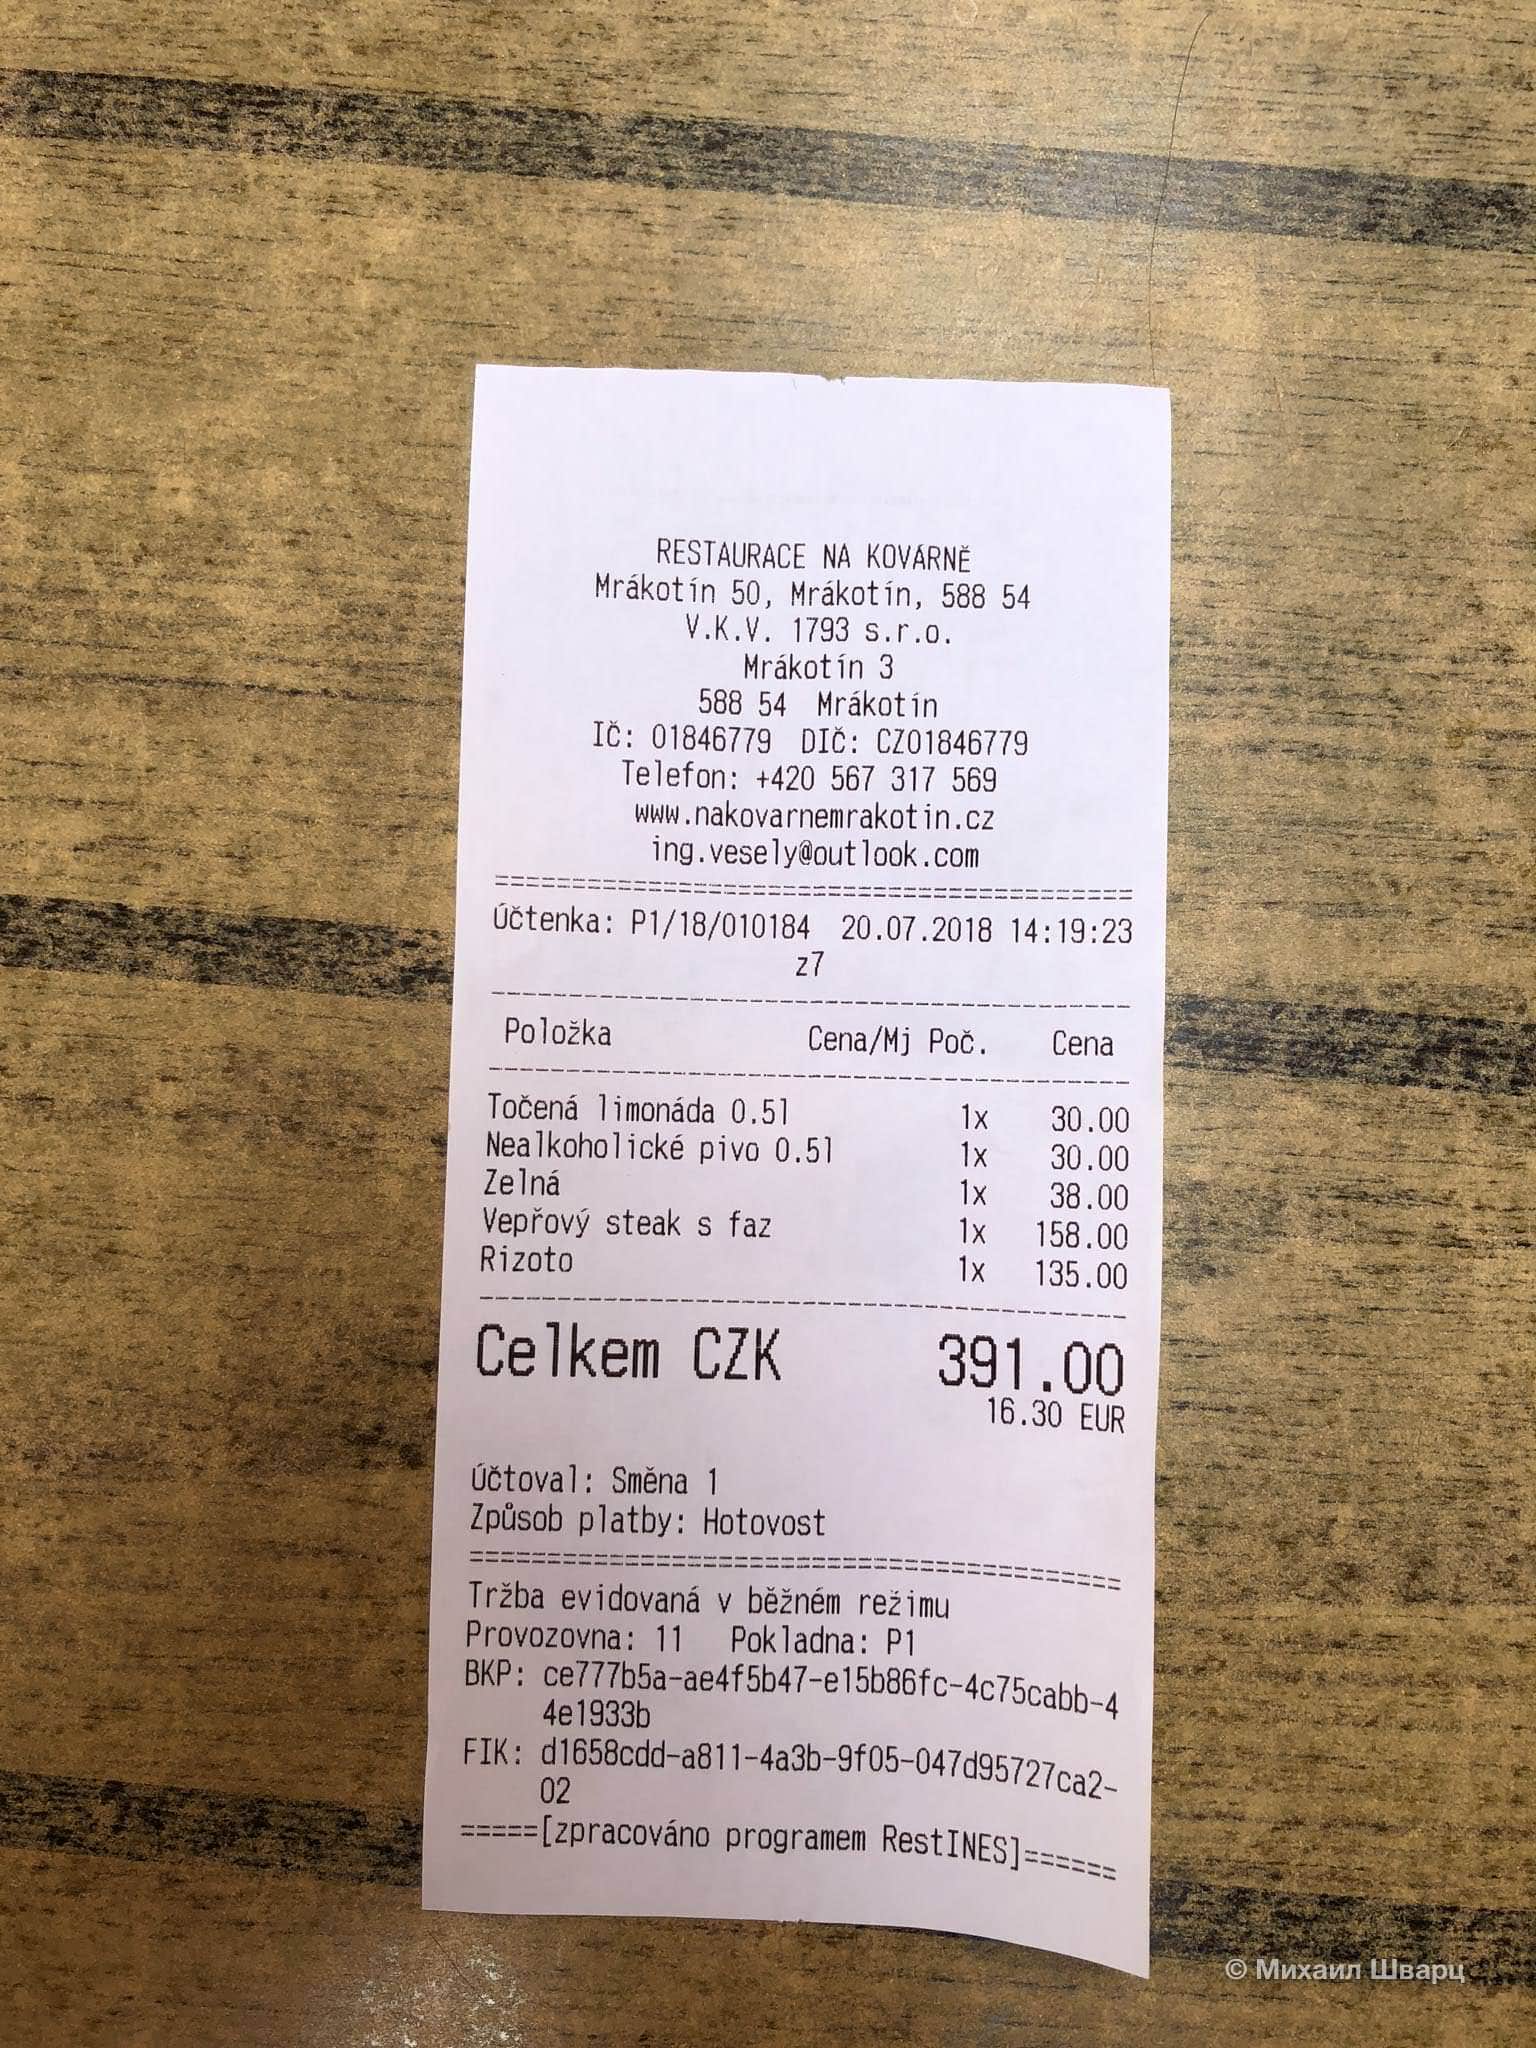 RESTAURACE NA KOVÁRNĚ
Mrákotín 50, Mrákotín, 588 54
V.K.V. 1793 s.r.o.
Mrákotín 3
588 54 Mrákotín
IČ: 01846779 DIČ: CZ01846779
Telefon: +420 567 317 569
www.nakovarnemrakotin.cz
ing.vesely@outlook.com
==========================================
Účtenka: P1/18/010184 20.07.2018 14:19:23
z7
------------------------------------------
Položka Cena/Mj Poč. Cena
------------------------------------------
Točená limonáda 0.5l 1x 30.00
Nealkoholické pivo 0.5l 1x 30.00
Zelná 1x 38.00
Vepřový steak s faz 1x 158.00
Rizoto 1x 135.00
------------------------------------------
Celkem CZK 391.00
16.30 EUR
Účtoval: Směna 1
Způsob platby: Hotovost
==========================================
Tržba evidovaná v běžném režimu
Provozovna: 11 Pokladna: P1
BKP: ce777b5a-ae4f5b47-e15b86fc-4c75cabb-4
4e1933b
FIK: d1658cdd-a811-4a3b-9f05-047d95727ca2-
02
=====[zpracováno programem RestINES]======
© Михаил Шварц